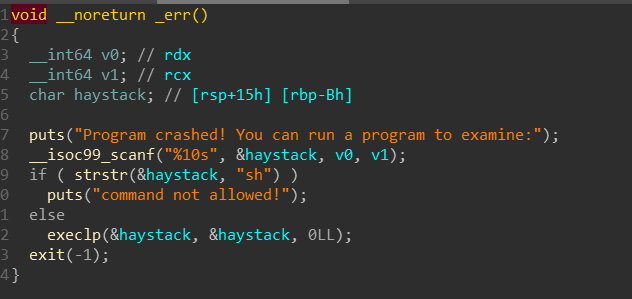 1 void __noreturn _err()
2 {
3   __int64 v0; // rdx
4   __int64 v1; // rcx
5   char haystack; // [rsp+15h] [rbp-Bh]
6
7   puts("Program crashed! You can run a program to examine:");
8   __isoc99_scanf("%10s", &haystack, v0, v1);
9   if ( strstr(&haystack, "sh") )
0     puts("command not allowed!");
1   else
2     execlp(&haystack, &haystack, 0LL);
3   exit(-1);
4 }